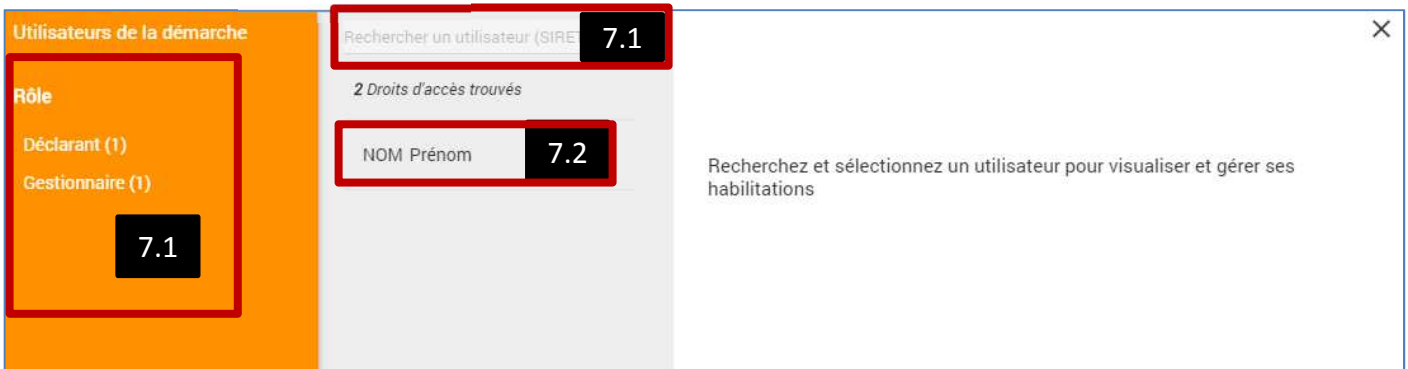 Utilisateurs de la démarche
Rôle
Déclarant (1)
Gestionnaire (1)
7.1
Rechercher un utilisateur (SIRET
7.1
2 Droits d'accès trouvés
NOM Prénom
7.2
Recherchez et sélectionnez un utilisateur pour visualiser et gérer ses
habilitations